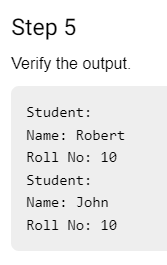 Step 5
Verify the output.
Student:
Name: Robert
Roll No: 10
Student:
Name: John
Roll No: 10